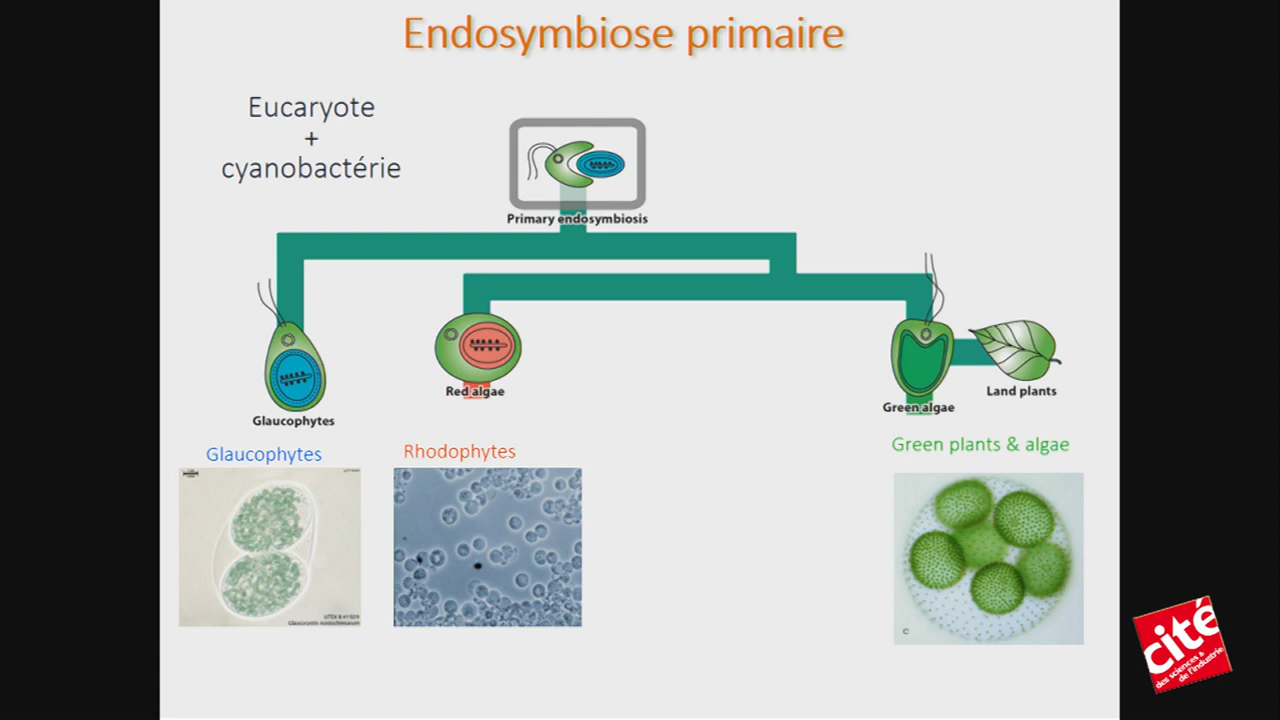 Endosymbiose primaire
Eucaryote
+
cyanobactérie
Primary endosymbiosis
Glaucophytes
Red algae
Green algae
Land plants
Glaucophytes
Rhodophytes
Green plants & algae
C
cité
des sciences &
de l'industrie